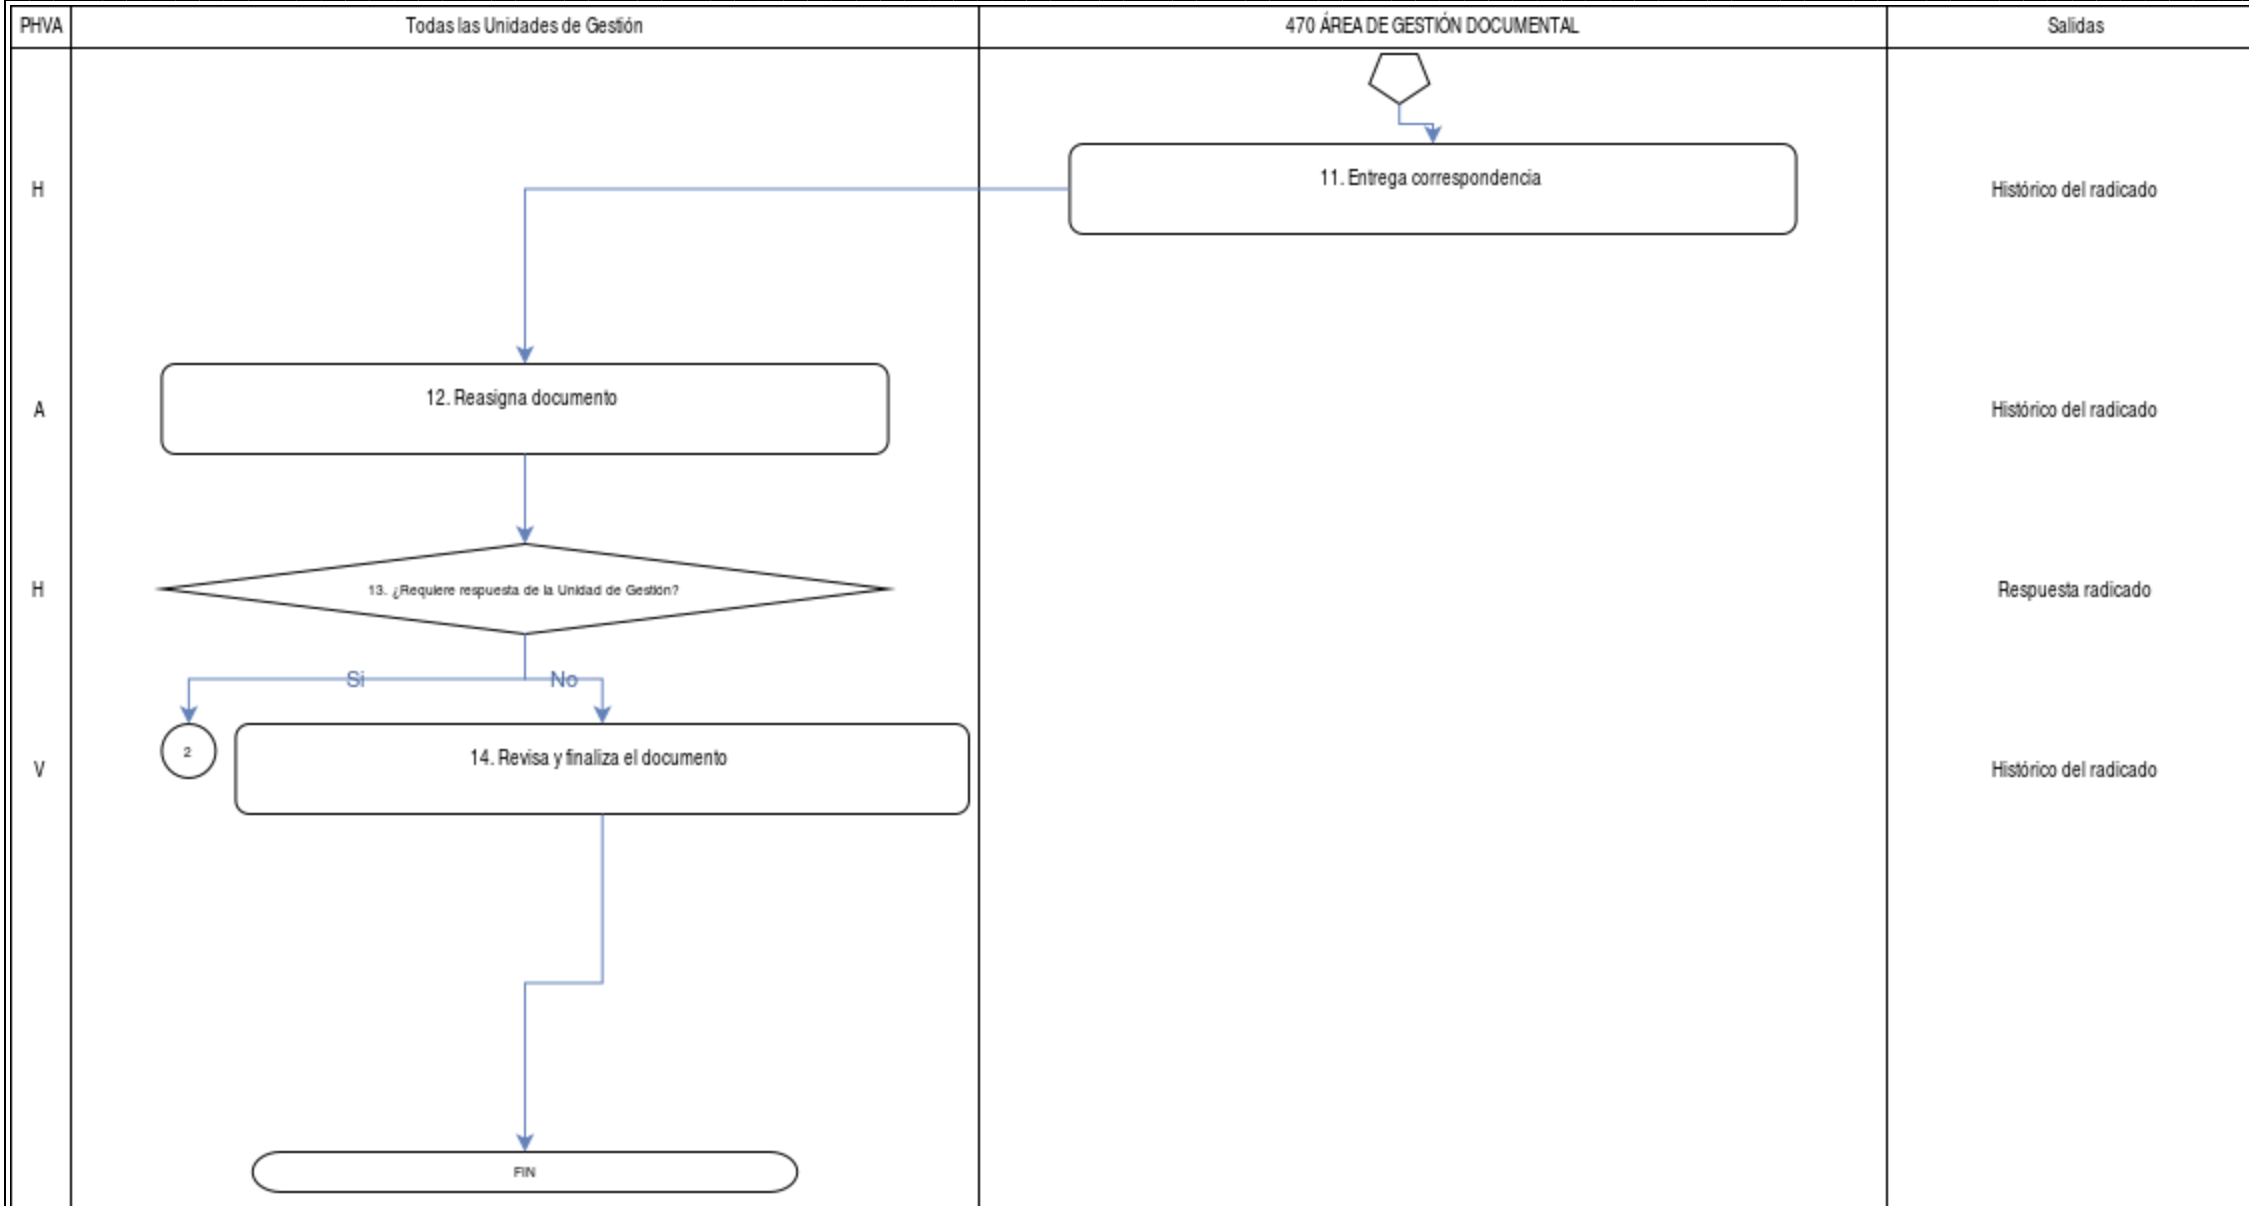 PHVA
Todas las Unidades de Gestión
470 ÁREA DE GESTIÓN DOCUMENTAL
Salidas
H
11. Entrega correspondencia
Histórico del radicado
A
12. Reasigna documento
Histórico del radicado
H
13. ¿Requiere respuesta de la Unidad de Gestión?
Respuesta radicado
Si
No
V
2
14. Revisa y finaliza el documento
Histórico del radicado
FIN